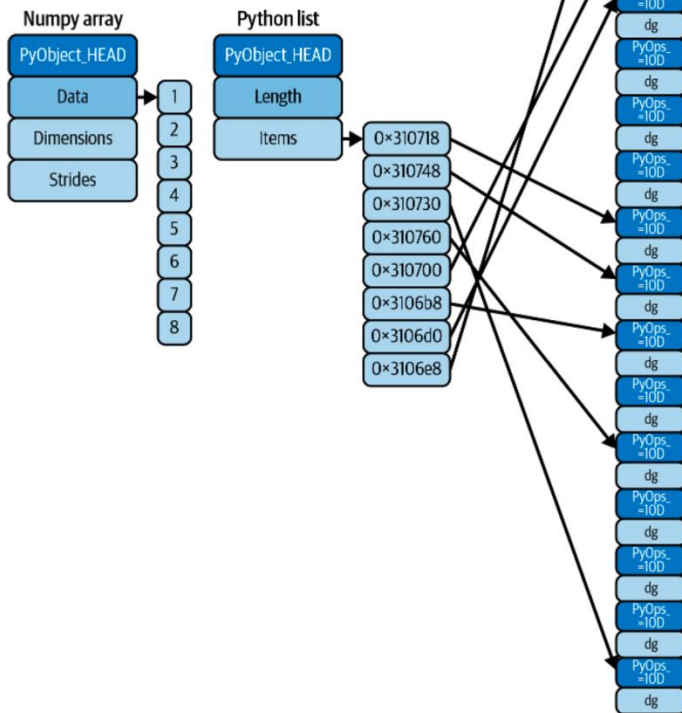 Numpy array
PyObject_HEAD
Data
Dimensions
Strides
1
2
3
4
5
6
7
8
Python list
PyObject_HEAD
Length
Items
0×310718
0×310748
0×310730
0×310760
0×310700
0×3106b8
0×3106d0
0×3106e8
=10D
dg
PyOps_
=10D
dg
PyOps_
=10D
dg
PyOps_
=10D
dg
PyOps_
=10D
dg
PyOps_
=10D
dg
PyOps_
=10D
dg
PyOps_
=10D
dg
PyOps_
=10D
dg
PyOps_
=10D
dg
PyOps_
=10D
dg
PyOps_
=10D
dg
PyOps_
=10D
dg